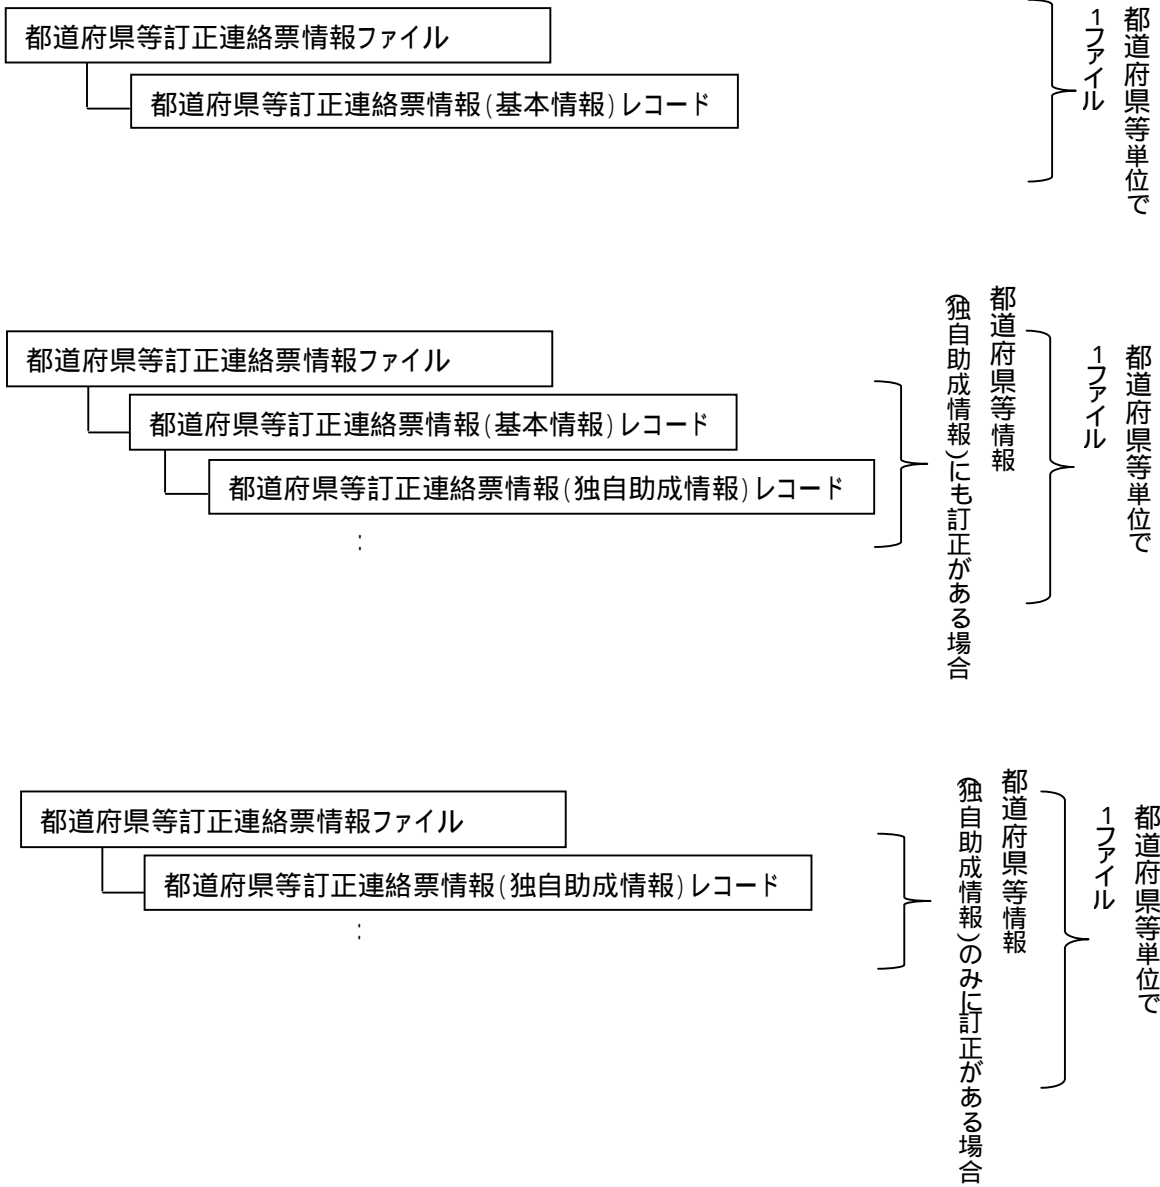 都道府県等訂正連絡票情報ファイル
都道府県等訂正連絡票情報(基本情報)レコード
都道府県等単位で
1ファイル
都道府県等訂正連絡票情報ファイル
都道府県等訂正連絡票情報(基本情報)レコード
都道府県等訂正連絡票情報(独自助成情報)レコード
:
都道府県等情報
(独自助成情報)にも訂正がある場合
都道府県等単位で
1ファイル
都道府県等訂正連絡票情報ファイル
都道府県等訂正連絡票情報(独自助成情報)レコード
:
都道府県等情報
(独自助成情報)のみに訂正がある場合
都道府県等単位で
1ファイル